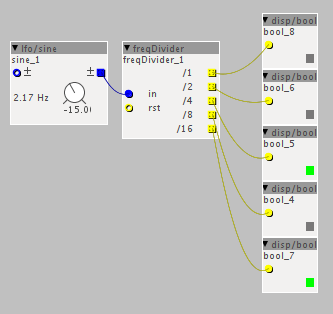 lfo/sine
sine_1
± ±
2.17 Hz
-15.00
freqDivider
freqDivider_1
/1
/2
in
/4
rst
/8
/16
disp/bool
bool_8
disp/bool
bool_6
disp/bool
bool_5
disp/bool
bool_4
disp/bool
bool_7